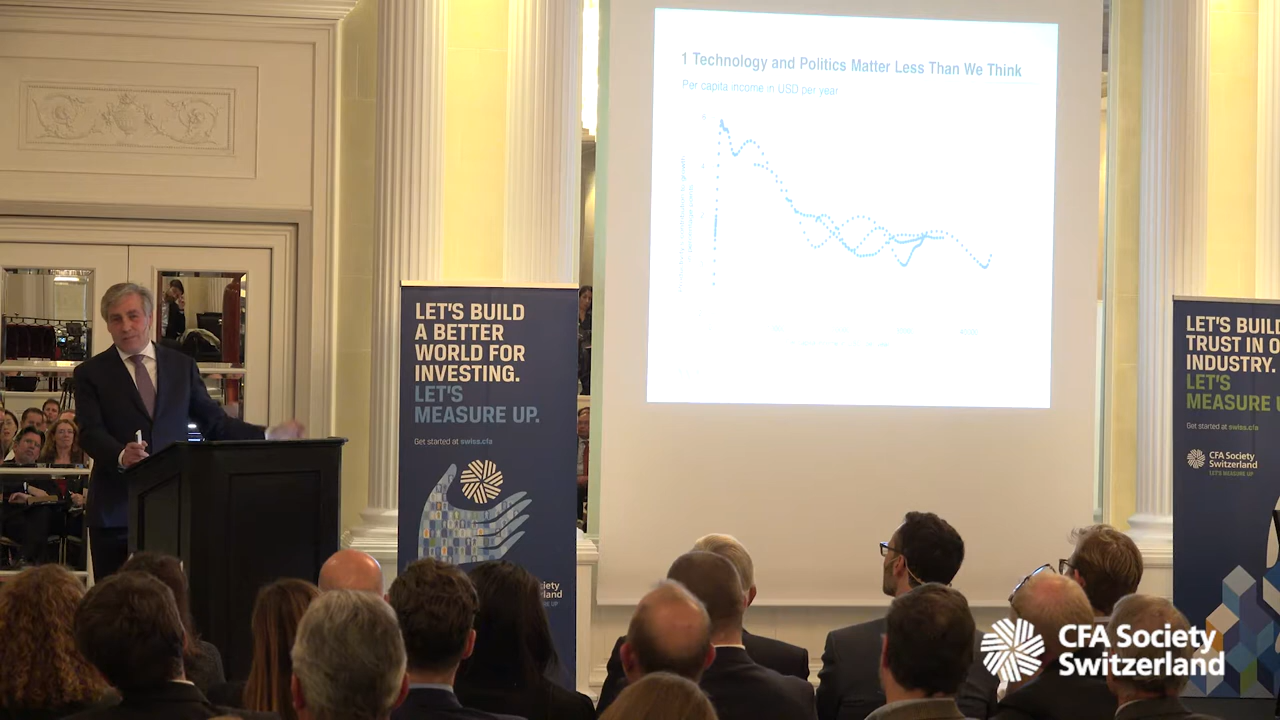 1 Technology and Politics Matter Less Than We Think
Per capita income in USD per year
LET'S BUILD
A BETTER
WORLD FOR
INVESTING.
LET'S
MEASURE UP.
Get started at swiss.cfa
LET'S BUILD
TRUST IN O
INDUSTRY.
LET'S
MEASURE U
Get started at swiss.cfa
CFA Society
Switzerland
LET'S MEASURE UP
CFA Society
Switzerland